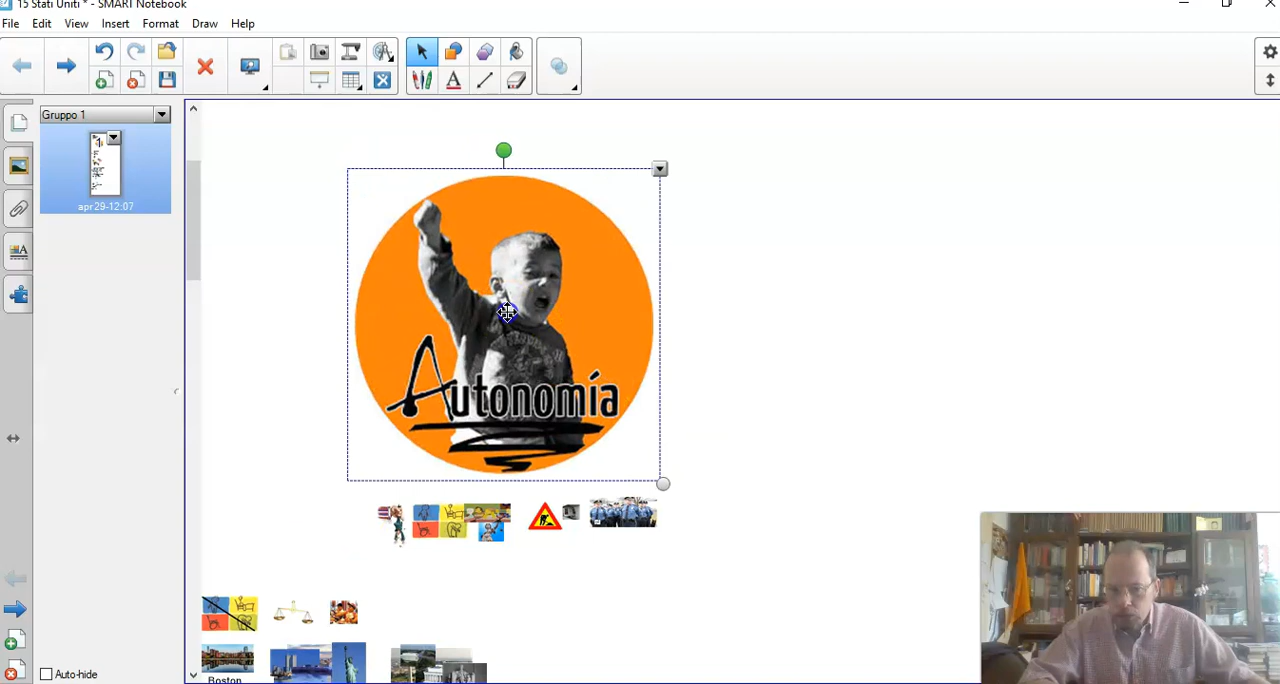 15 Stati Uniti * - SMART Notebook
File Edit View Insert Format Draw Help
Gruppo 1
apr29-12:07
Autonomía
Boston
Auto-hide